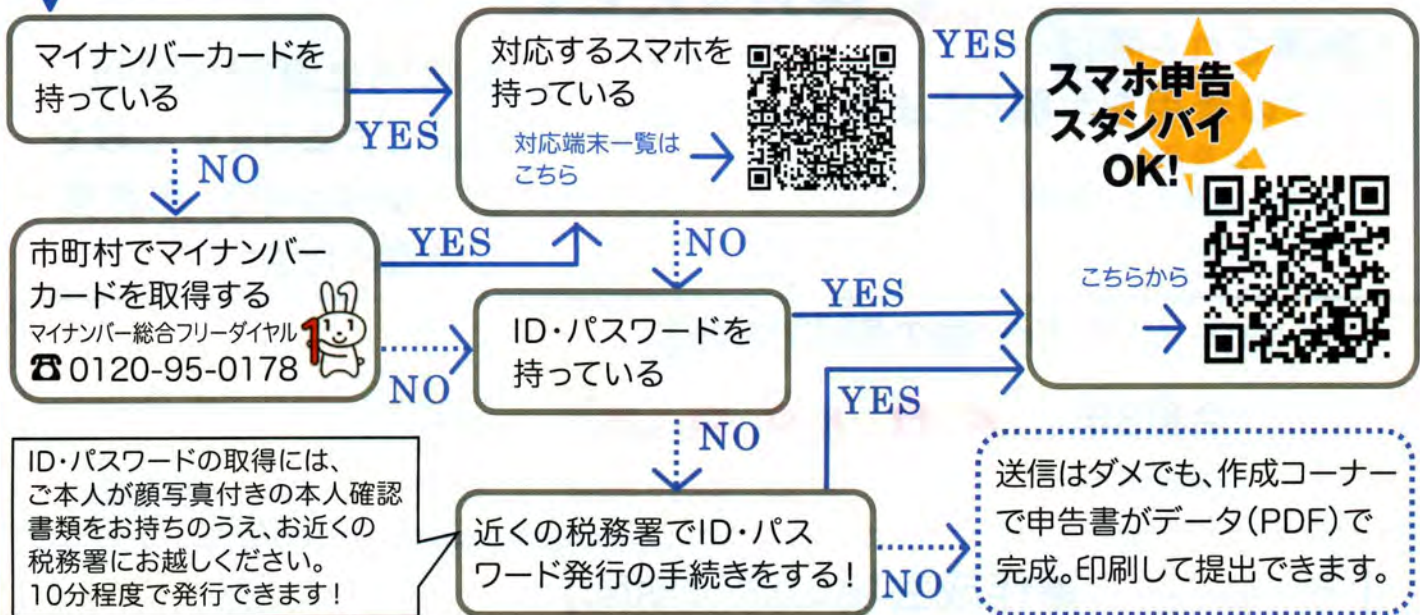 マイナンバーカードを
持っている
YES
対応するスマホを
持っている
対応端末一覧は
こちら
YES
スマホ申告
スタンバイ
OK!
こちらから
NO
市町村でマイナンバー
カードを取得する
マイナンバー総合フリーダイヤル
☎0120-95-0178
1
YES
NO
NO
ID・パスワードを
持っている
YES
NO
ID・パスワードの取得には、
ご本人が顔写真付きの本人確認
書類をお持ちのうえ、お近くの
税務署にお越しください。
10分程度で発行できます!
近くの税務署でID・パス
ワード発行の手続きをする!
YES
NO
送信はダメでも、作成コーナー
で申告書がデータ(PDF)で
完成。印刷して提出できます。